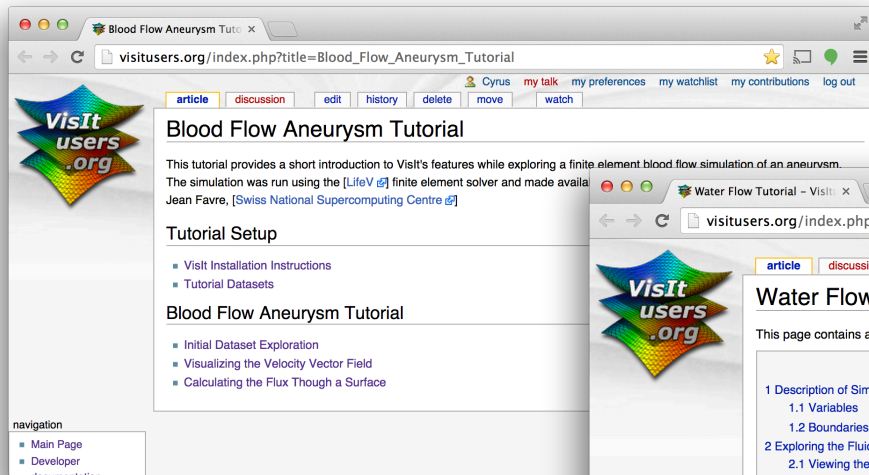 Blood Flow Aneurysm Tuto
visitusers.org/index.php?title=Blood_Flow_Aneurysm_Tutorial
Cyrus my talk my preferences my watchlist my contributions log out
article discussion edit history delete move watch
VisIt
users
.org
Blood Flow Aneurysm Tutorial
This tutorial provides a short introduction to VisIt's features while exploring a finite element blood flow simulation of an aneurysm.
The simulation was run using the [LifeV] finite element solver and made availa
Jean Favre, [Swiss National Supercomputing Centre]
Tutorial Setup
VisIt Installation Instructions
Tutorial Datasets
Blood Flow Aneurysm Tutorial
Initial Dataset Exploration
Visualizing the Velocity Vector Field
Calculating the Flux Though a Surface
navigation
Main Page
Developer
Water Flow Tutorial – VisIt
visitusers.org/index.php
article discussi
VisIt
users
.org
Water Flow
This page contains a
1 Description of Sim
1.1 Variables
1.2 Boundaries
2 Exploring the Fluid
2.1 Viewing the